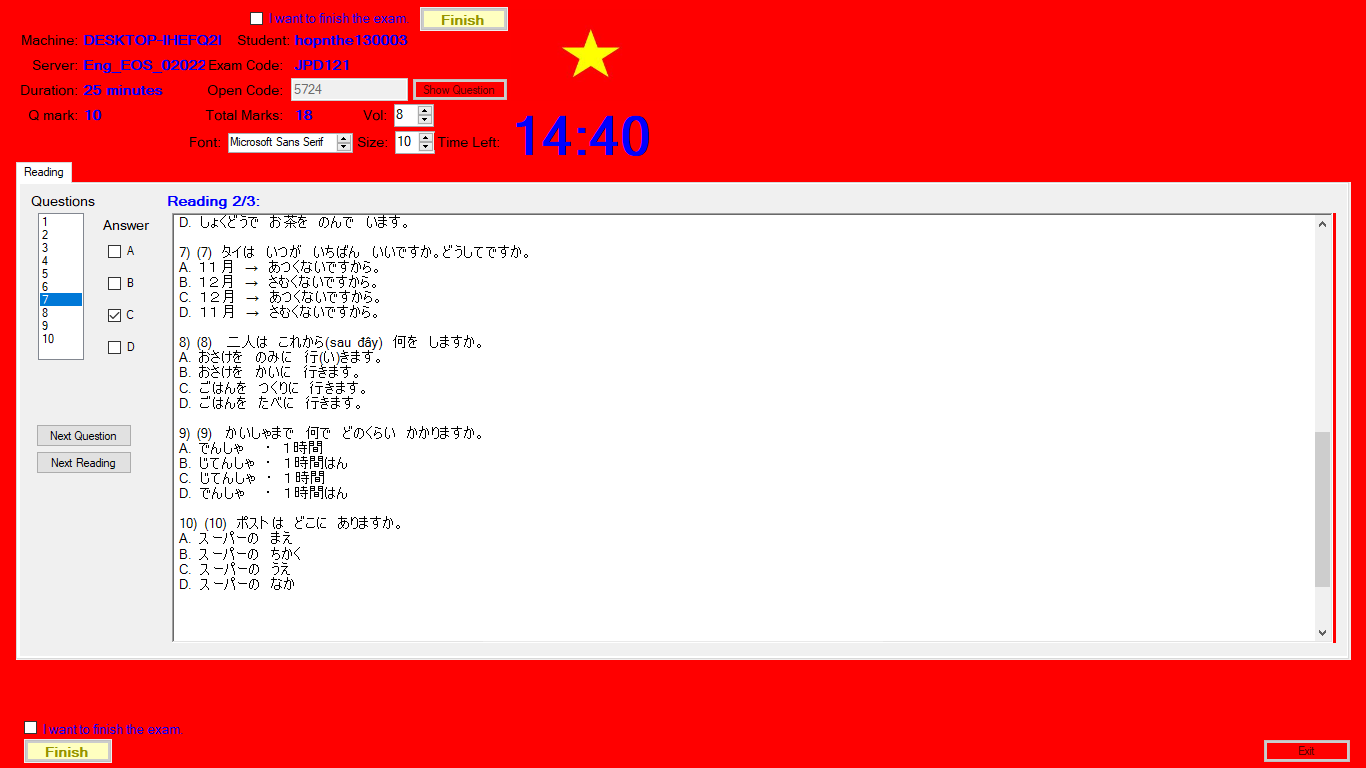 I want to finish the exam.
Finish
Machine: DESKTOP-IHEFQ2I Student: hopnthe130003
Server: Eng_EOS_02022 Exam Code: JPD121
Duration: 25 minutes Open Code: 5724 Show Question
Q mark: 10 Total Marks: 18 Vol: 8
Font: Microsoft Sans Serif Size: 10 Time Left: 14:40
Reading
Questions
Reading 2/3:
1
2
3
4
5
6
7
8
9
10
Answer
A
B
C
D
Next Question
Next Reading
D. しょくどうで お茶を のんで います。
7) (7) タイは いつが いちばん いいですか。どうしてですか。
A. １１月 → あつくないですから。
B. １２月 → さむくないですから。
C. １２月 → あつくないですから。
D. １１月 → さむくないですから。
8) (8) 二人は これから(sau đây) 何を しますか。
A. おさけを のみに 行(い)きます。
B. おさけを かいに 行きます。
C. ごはんを つくりに 行きます。
D. ごはんを たべに 行きます。
9) (9) かいしゃまで 何で どのくらい かかりますか。
A. でんしゃ ・ １時間
B. じてんしゃ ・ １時間はん
C. じてんしゃ ・ １時間
D. でんしゃ ・ １時間はん
10) (10) ポストは どこに ありますか。
A. スーパーの まえ
B. スーパーの ちかく
C. スーパーの うえ
D. スーパーの なか
I want to finish the exam.
Finish
Exit